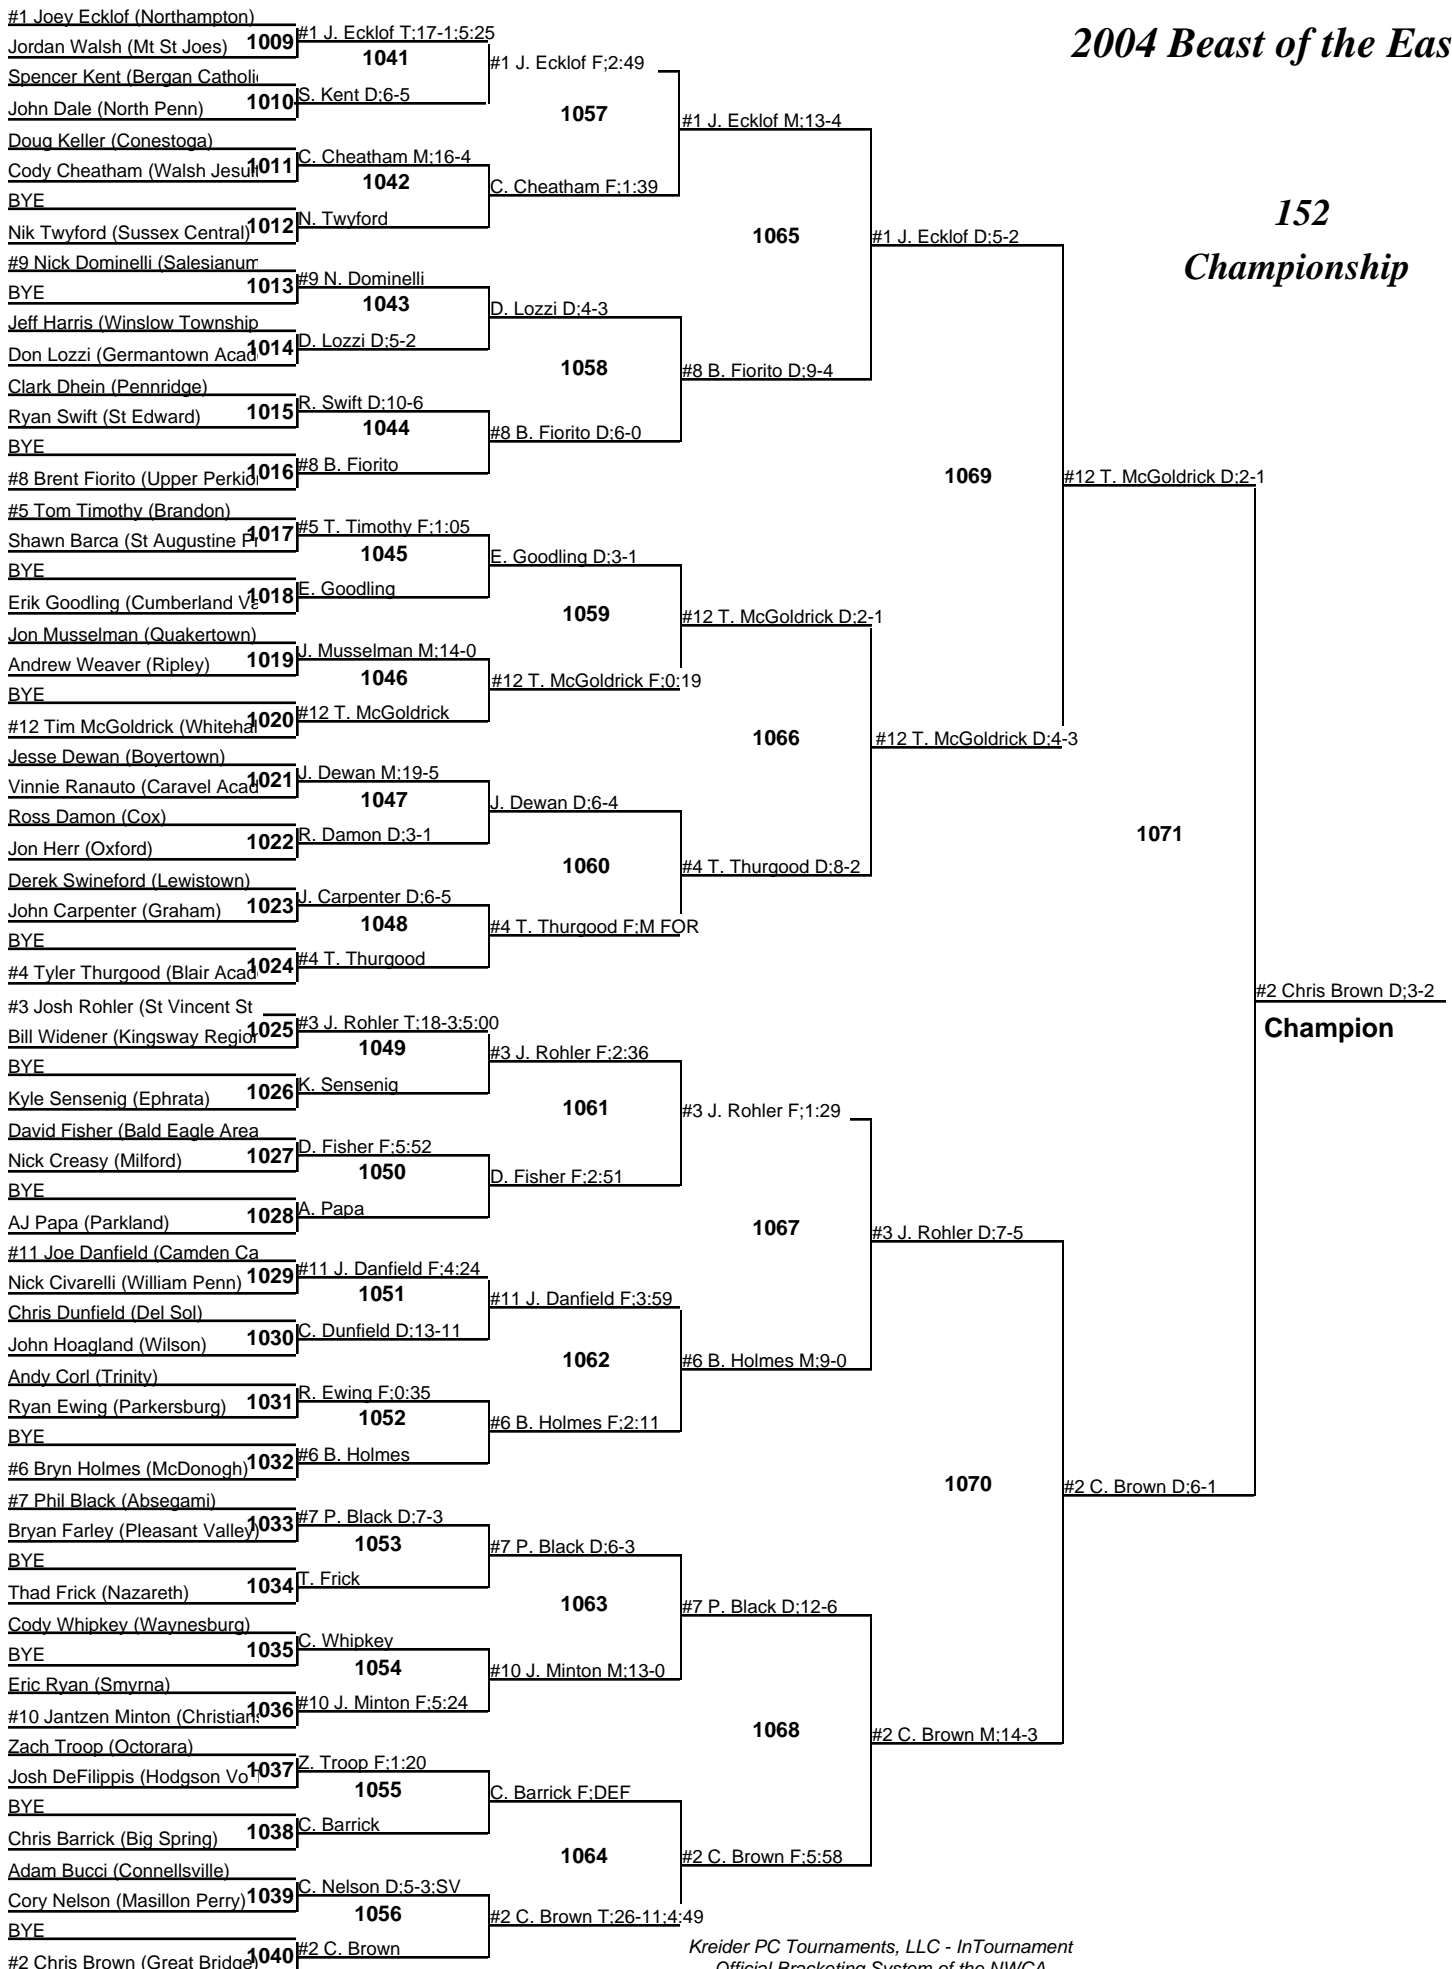 2004 Beast of the Eas
152
Championship
#1 Joey Ecklof (Northampton)
Jordan Walsh (Mt St Joes)
1009
Spencer Kent (Bergan Catholi
John Dale (North Penn)
1010
Doug Keller (Conestoga)
Cody Cheatham (Walsh Jesuit
1011
BYE
Nik Twyford (Sussex Central)
1012
#9 Nick Dominelli (Salesianum
BYE
1013
Jeff Harris (Winslow Township
Don Lozzi (Germantown Acad
1014
Clark Dhein (Pennridge)
Ryan Swift (St Edward)
1015
BYE
#8 Brent Fiorito (Upper Perkio
1016
#5 Tom Timothy (Brandon)
Shawn Barca (St Augustine Pr
1017
BYE
Erik Goodling (Cumberland Va
1018
Jon Musselman (Quakertown)
Andrew Weaver (Ripley)
1019
BYE
#12 Tim McGoldrick (Whitehal
1020
Jesse Dewan (Boyertown)
Vinnie Ranauto (Caravel Acad
1021
Ross Damon (Cox)
Jon Herr (Oxford)
1022
Derek Swineford (Lewistown)
John Carpenter (Graham)
1023
BYE
#4 Tyler Thurgood (Blair Acad
1024
#3 Josh Rohler (St Vincent St
Bill Widener (Kingsway Region
1025
BYE
Kyle Sensenig (Ephrata)
1026
David Fisher (Bald Eagle Area
Nick Creasy (Milford)
1027
BYE
AJ Papa (Parkland)
1028
#11 Joe Danfield (Camden Ca
Nick Civarelli (William Penn)
1029
Chris Dunfield (Del Sol)
John Hoagland (Wilson)
1030
Andy Corl (Trinity)
Ryan Ewing (Parkersburg)
1031
BYE
#6 Bryn Holmes (McDonogh)
1032
#7 Phil Black (Absegami)
Bryan Farley (Pleasant Valley)
1033
BYE
Thad Frick (Nazareth)
1034
Cody Whipkey (Waynesburg)
BYE
1035
Eric Ryan (Smyrna)
#10 Jantzen Minton (Christians
1036
Zach Troop (Octorara)
Josh DeFilippis (Hodgson Vo
1037
BYE
Chris Barrick (Big Spring)
1038
Adam Bucci (Connellsville)
Cory Nelson (Masillon Perry)
1039
BYE
#2 Chris Brown (Great Bridge)
1040
#1 J. Ecklof T;17-1;5:25
1041
S. Kent D;6-5
C. Cheatham M;16-4
1042
N. Twyford
#9 N. Dominelli
1043
D. Lozzi D;5-2
R. Swift D;10-6
1044
#8 B. Fiorito
#5 T. Timothy F;1:05
1045
E. Goodling
J. Musselman M;14-0
1046
#12 T. McGoldrick
J. Dewan M;19-5
1047
R. Damon D;3-1
J. Carpenter D;6-5
1048
#4 T. Thurgood
#3 J. Rohler T;18-3;5:00
1049
K. Sensenig
D. Fisher F;5:52
1050
A. Papa
#11 J. Danfield F;4:24
1051
C. Dunfield D;13-11
R. Ewing F;0:35
1052
#6 B. Holmes
#7 P. Black D;7-3
1053
T. Frick
C. Whipkey
1054
#10 J. Minton F;5:24
Z. Troop F;1:20
1055
C. Barrick
C. Nelson D;5-3;SV
1056
#2 C. Brown
#1 J. Ecklof F;2:49
1057
C. Cheatham F;1:39
D. Lozzi D;4-3
1058
#8 B. Fiorito D;6-0
E. Goodling D;3-1
1059
#12 T. McGoldrick F;0:19
J. Dewan D;6-4
1060
#4 T. Thurgood F;M FOR
#3 J. Rohler F;2:36
1061
D. Fisher F;2:51
#11 J. Danfield F;3:59
1062
#6 B. Holmes F;2:11
#7 P. Black D;6-3
1063
#10 J. Minton M;13-0
C. Barrick F;DEF
1064
#2 C. Brown T;26-11;4:49
#1 J. Ecklof M;13-4
1065
#8 B. Fiorito D;9-4
#12 T. McGoldrick D;2-1
1066
#4 T. Thurgood D;8-2
#3 J. Rohler F;1:29
1067
#6 B. Holmes M;9-0
#7 P. Black D;12-6
1068
#2 C. Brown F;5:58
#1 J. Ecklof D;5-2
1069
#12 T. McGoldrick D;4-3
#3 J. Rohler D;7-5
1070
#2 C. Brown M;14-3
#12 T. McGoldrick D;2-1
1071
#2 C. Brown D;6-1
#2 Chris Brown D;3-2
Champion
Kreider PC Tournaments, LLC - InTournament
Official Bracketing System of the NWCA